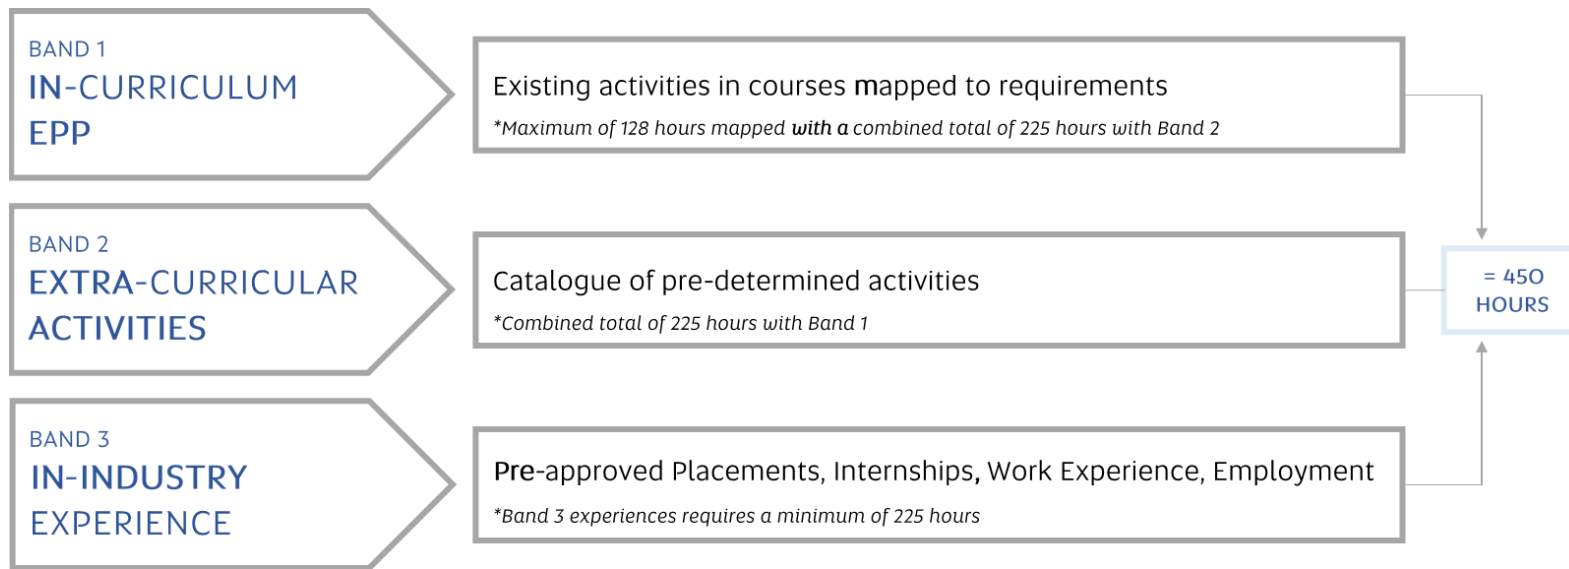 BAND 1
IN-CURRICULUM
EPP
Existing activities in courses mapped to requirements
*Maximum of 128 hours mapped with a combined total of 225 hours with Band 2
BAND 2
EXTRA-CURRICULAR
ACTIVITIES
Catalogue of pre-determined activities
*Combined total of 225 hours with Band 1
= 450
HOURS
BAND 3
IN-INDUSTRY
EXPERIENCE
Pre-approved Placements, Internships, Work Experience, Employment
*Band 3 experiences requires a minimum of 225 hours